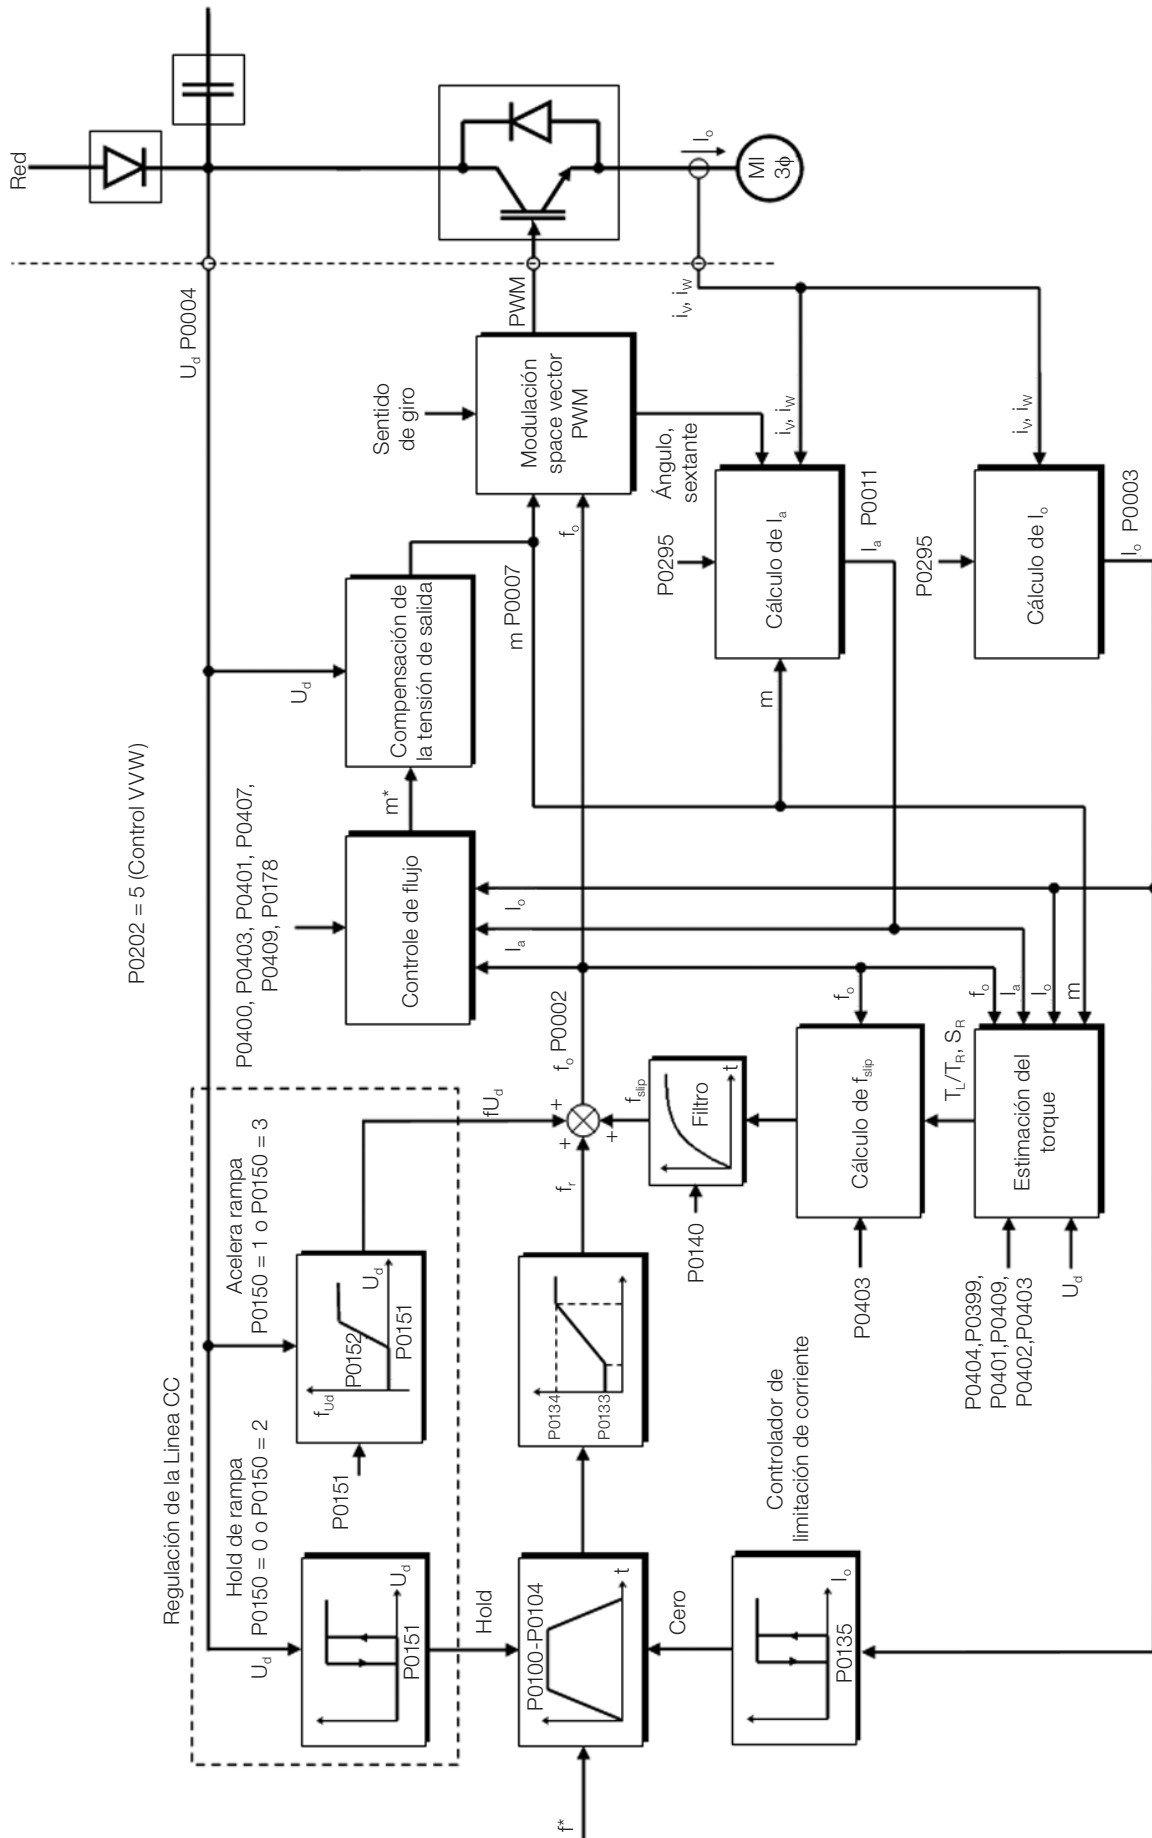 P0202 = 5 (Control VVW)
Regulación de la Linea CC
Hold de rampa
P0150 = 0 o P0150 = 2
Acelera rampa
P0150 = 1 o P0150 = 3
U_d
U_d
P0151
Hold
P0151
f_Ud
P0152
U_d
P0151
fU_d
f*
P0100-P0104
t
P0134
P0133
f_r
+
+
+
f_o P0002
Cero
Controlador de
limitación de corriente
I_o
P0135
P0140
Filtro
t
f_slip
P0403
Cálculo de f_slip
f_o
T_L/T_R, S_R
P0404,P0399,
P0401,P0409,
P0402,P0403
U_d
Estimación del
torque
f_o
I_a
I_o
m
P0400, P0403, P0401, P0407,
P0409, P0178
Controle de flujo
I_a
I_o
m*
U_d
Compensación de
la tensión de salida
m P0007
f_o
Sentido
de giro
Modulación
space vector
PWM
PWM
Ángulo,
sextante
P0295
m
Cálculo de I_a
I_a P0011
i_V, i_W
P0295
Cálculo de I_o
I_o P0003
i_V, i_W
i_V, i_W
U_d P0004
Red
I_o
MI
3ϕ